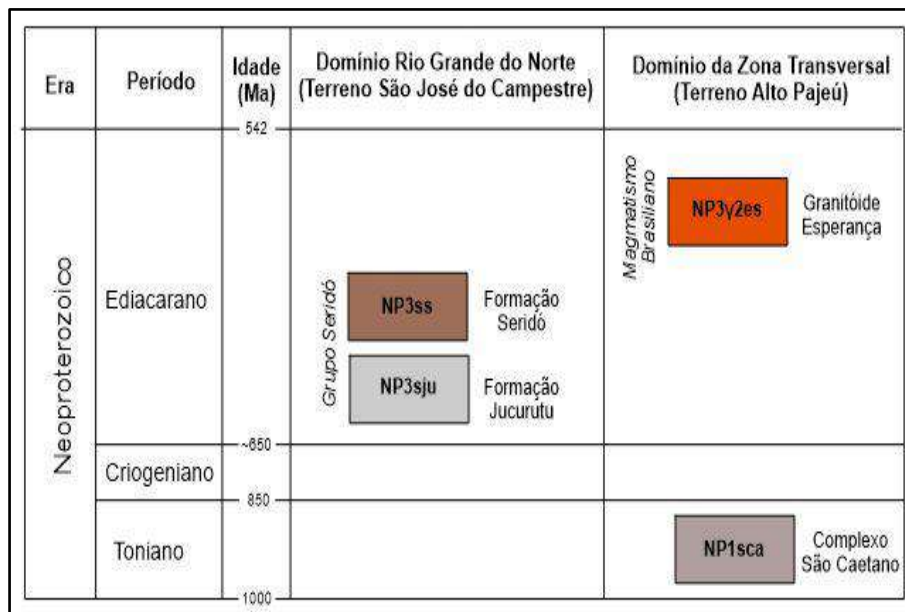 Era
Período
Idade
(Ma)
Domínio Rio Grande do Norte
(Terreno São José do Campestre)
Domínio da Zona Transversal
(Terreno Alto Pajeú)
542
Neoproterozoico
Ediacarano
Grupo Seridó
NP3ss
Formação
Seridó
NP3sju
Formação
Jucurutu
Magmatismo
Brasiliano
NP3γ2es
Granitóide
Esperança
~650
Criogeniano
850
Toniano
NP1sca
Complexo
São Caetano
1000